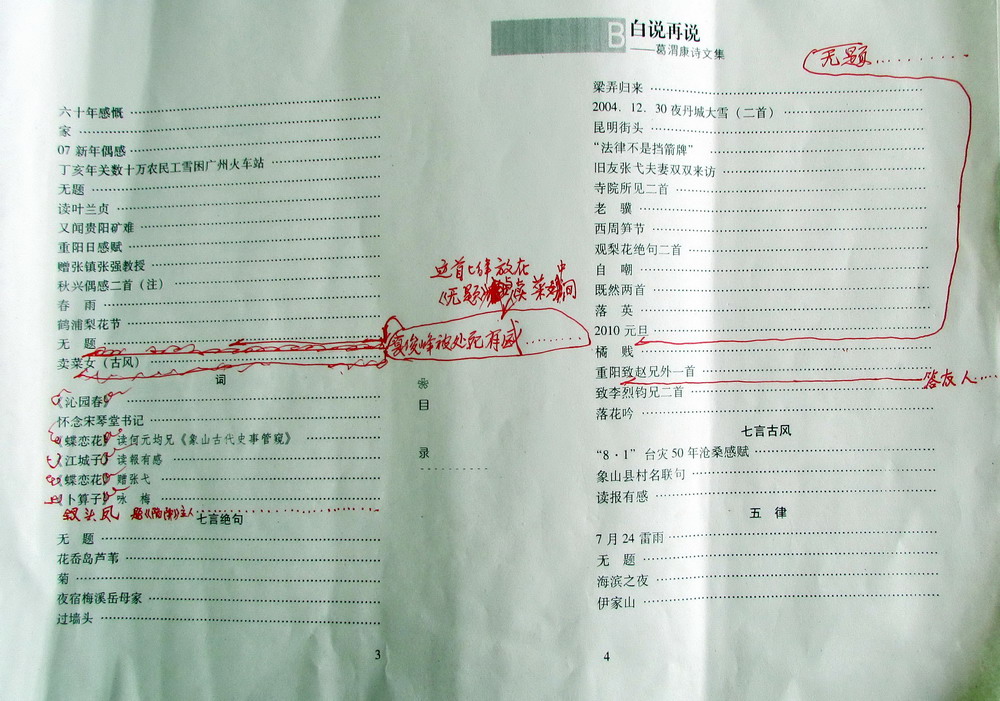 六十年感慨
家
07 新年偶感
丁亥年关数十万农民工雪困广州火车站
无题
读叶兰贞
又闻贵阳矿难
重阳日感赋
赠张镇张强教授
秋兴偶感二首（注）
春　雨
鹤浦梨花节
无　题
卖菜女（古风）
词
《沁园春》
怀念宋琴堂书记
《蝶恋花》读何元均兄《象山古代史事管窥》
《江城子》读报有感
《蝶恋花》赠张弋
《卜算子》咏　梅
钗头凤
主人
七言绝句
无　题
花岙岛芦苇
菊
夜宿梅溪岳母家
过墙头
3
这首七律放在
《无题》
中间
夏俊峰被处死有感
※
目
录
B
白说再说
——葛渭康诗文集
无题
梁弄归来
2004．12．30夜丹城大雪（二首）
昆明街头
“法律不是挡箭牌”
旧友张弋夫妻双双来访
寺院所见二首
老　骥
西周笋节
观梨花绝句二首
自　嘲
既然两首
落　英
2010 元旦
橘　贱
重阳致赵兄外一首
答友人
致李烈钧兄二首
落花吟
七言古风
“8·1”台灾 50 年沧桑感赋
象山县村名联句
读报有感
五　律
7 月 24 雷雨
无　题
海滨之夜
伊家山
4